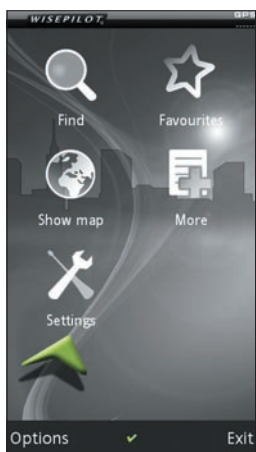 WISEPILOT
GPS
Find
Favourites
Show map
More
Settings
Options
Exit